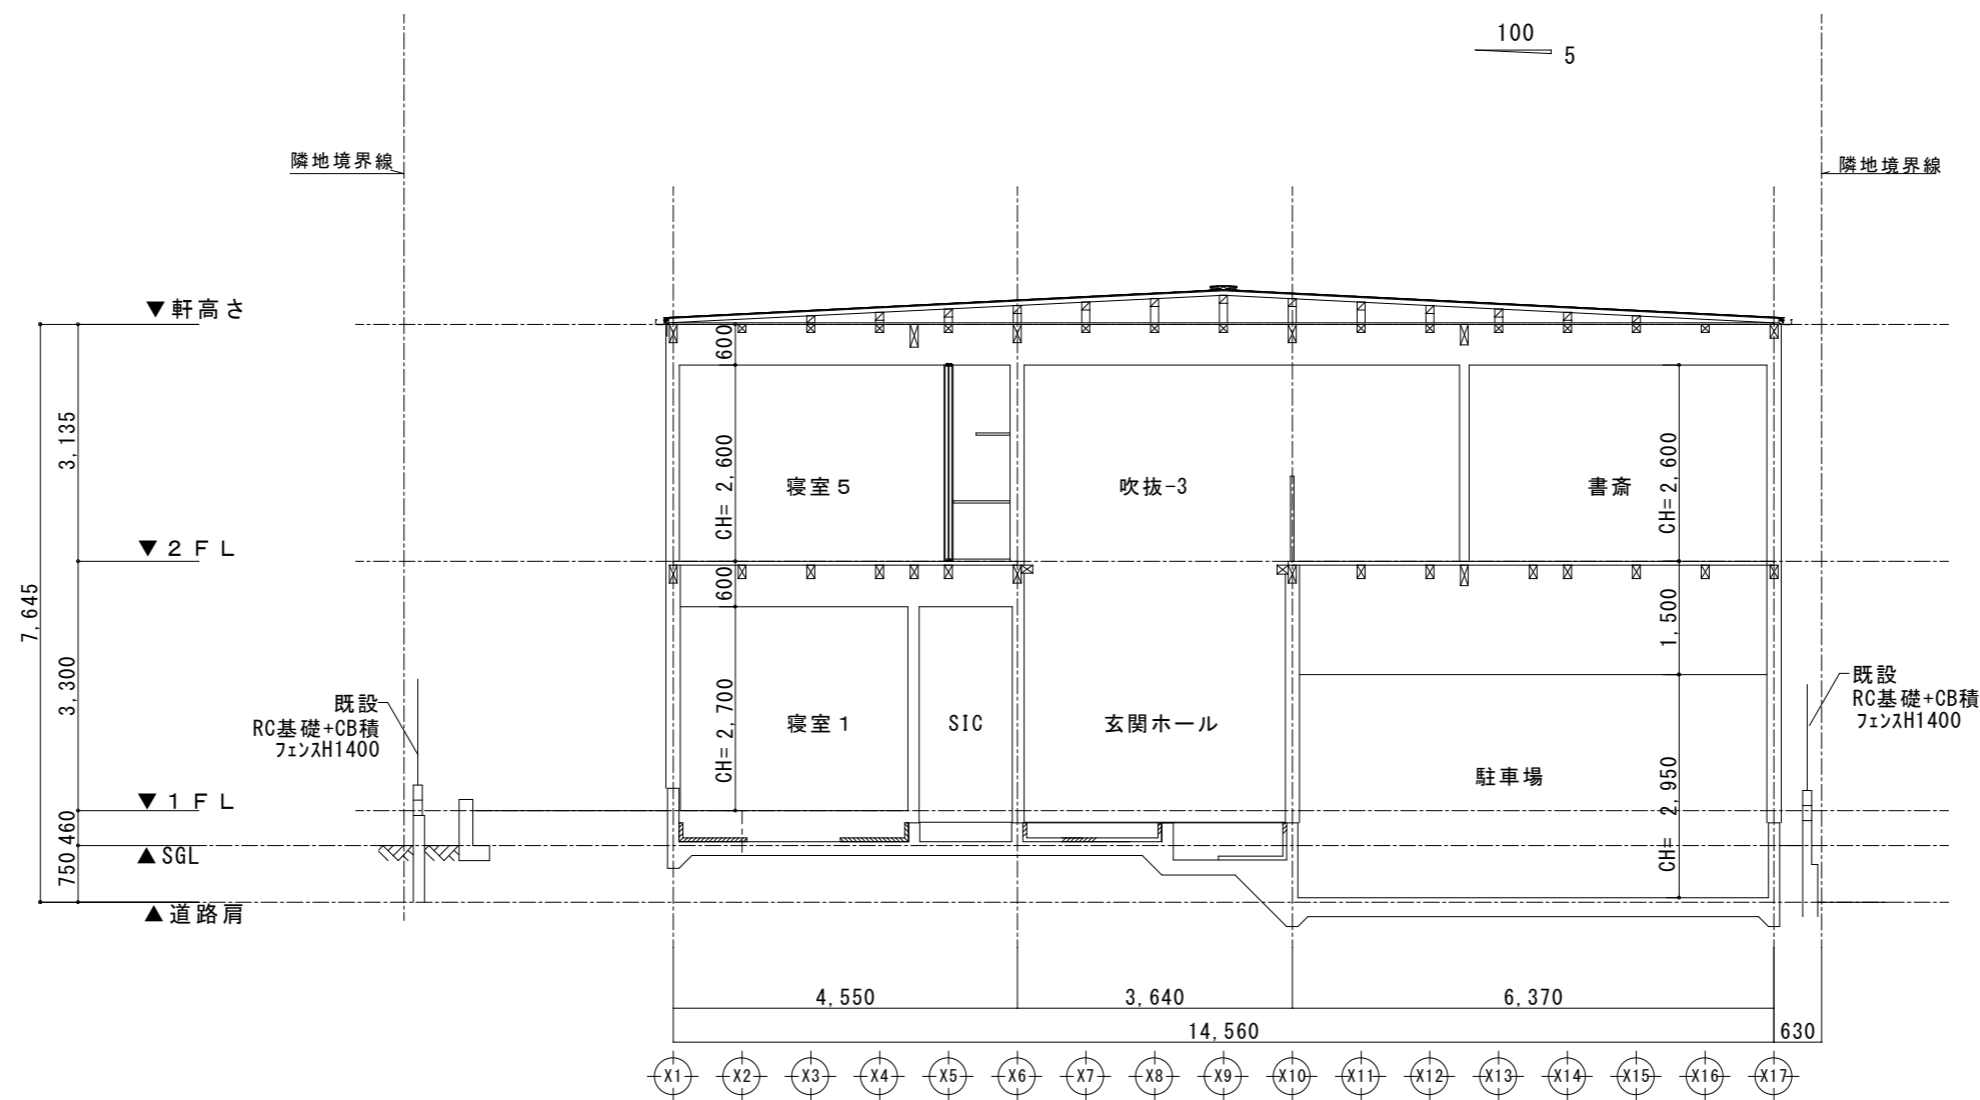 100
5
隣地境界線
隣地境界線
▼軒高さ
600
3,135
CH= 2,600
CH= 2,600
寝室５
吹抜-3
書斎
▼２ＦＬ
600
7,645
1,500
3,300
既設
RC基礎+CB積
ﾌｪﾝｽH1400
CH= 2,700
寝室１
SIC
玄関ホール
既設
RC基礎+CB積
ﾌｪﾝｽH1400
駐車場
CH= 2,950
▼１ＦＬ
460
▲SGL
750
▲道路肩
4,550
3,640
6,370
14,560
630
X1 X2 X3 X4 X5 X6 X7 X8 X9 X10 X11 X12 X13 X14 X15 X16 X17